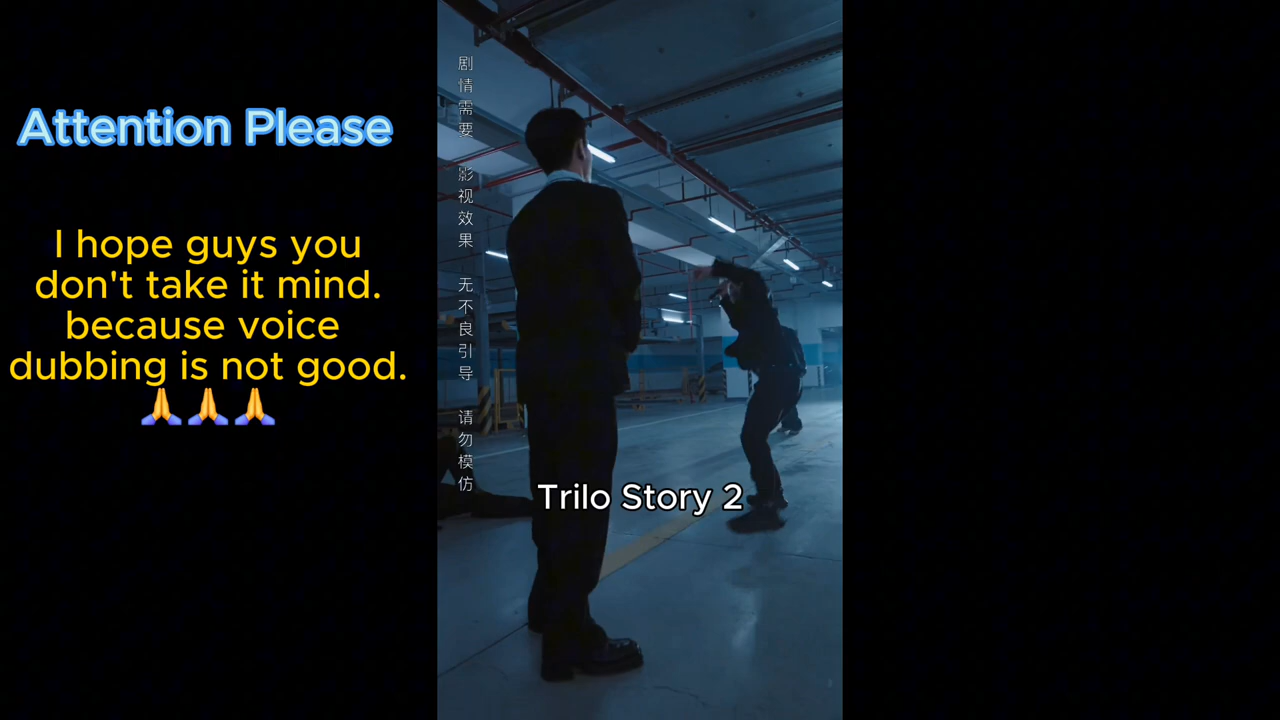 Attention Please
I hope guys you
don't take it mind.
because voice
dubbing is not good.
🙏🙏🙏
剧情需要 影视效果 无不良引导 请勿模仿
Trilo Story 2